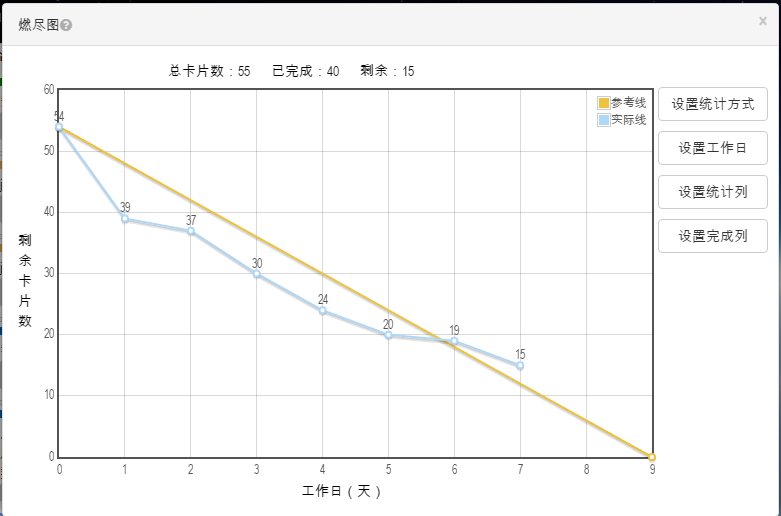 燃尽图
×
总卡片数：55 已完成：40 剩余：15
参考线
实际线
设置统计方式
设置工作日
设置统计列
设置完成列
剩余卡片数
60
50
40
30
20
10
0
54
39
37
30
24
20
19
15
0 1 2 3 4 5 6 7 8 9
工作日（天）